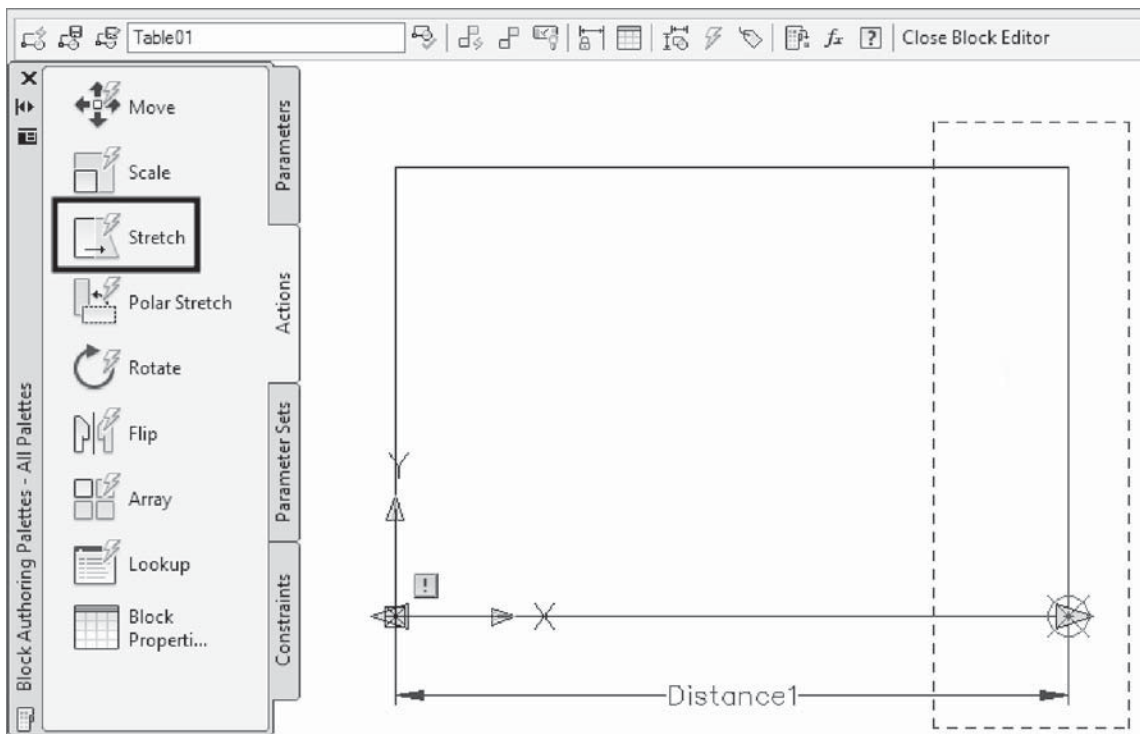 Table01
fx
?
Close Block Editor
Move
Scale
Stretch
Polar Stretch
Rotate
Flip
Array
Lookup
Block
Properti...
Parameters
Actions
Parameter Sets
Constraints
Block Authoring Palettes - All Palettes
Y
!
X
Distance1